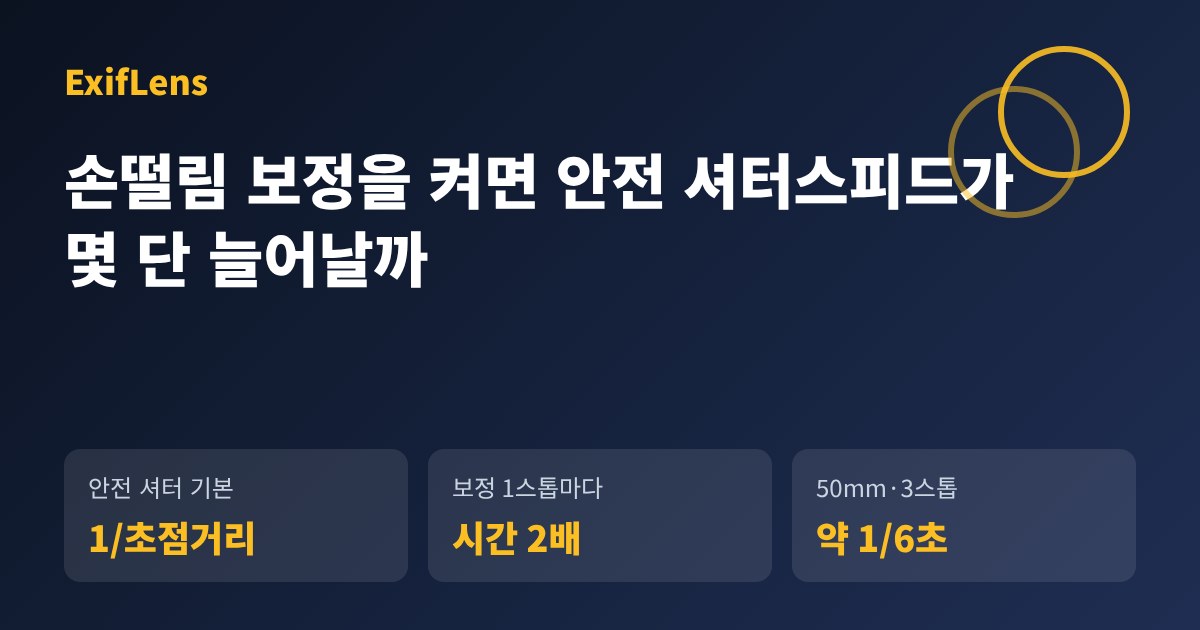 ExifLens
손떨림 보정을 켜면 안전 셔터스피드가
몇 단 늘어날까
안전 셔터 기본
1/초점거리
보정 1스톱마다
시간 2배
50mm·3스톱
약 1/6초